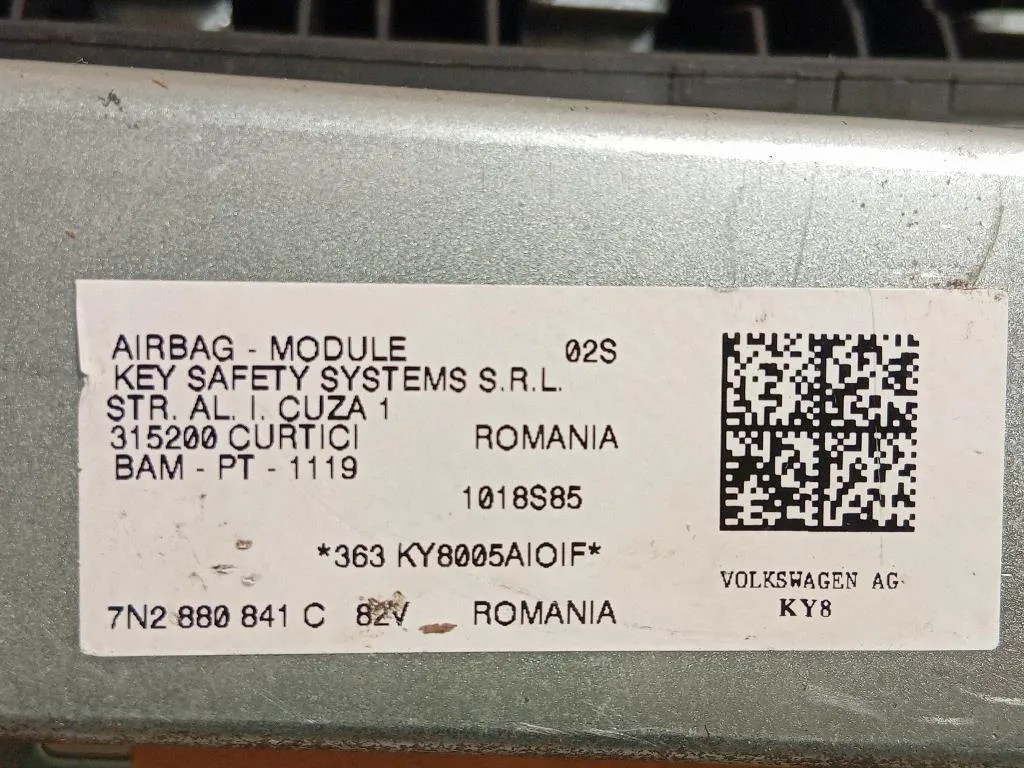 AIRBAG - MODULE 02S
KEY SAFETY SYSTEMS S.R.L.
STR. AL. I. CUZA 1
315200 CURTICI ROMANIA
BAM - PT - 1119
1018S85
*363 KY8005AIOIF*
7N2 880 841 C 82V ROMANIA
VOLKSWAGEN AG
KY8